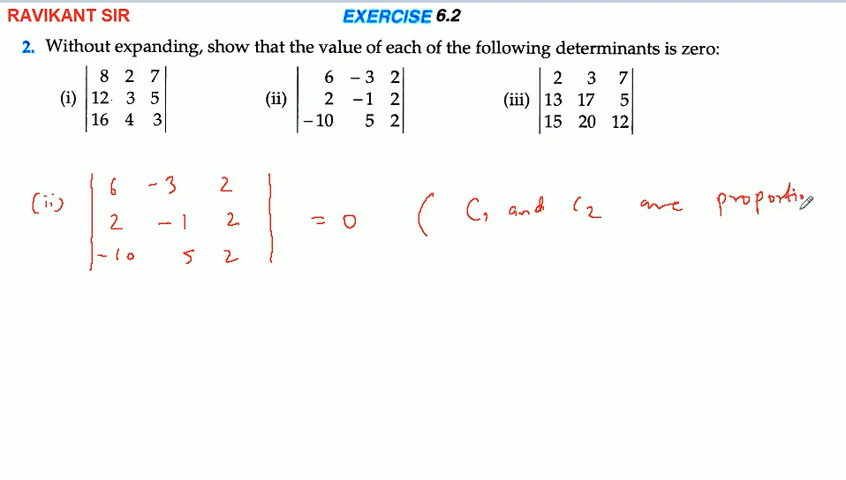 RAVIKANT SIR EXERCISE 6.2
2. Without expanding, show that the value of each of the following determinants is zero:
(i) | 8 2 7 | (ii) | 6 – 3 2 | (iii) | 2 3 7 |
| 12 3 5 | | 2 –1 2 | | 13 17 5 |
| 16 4 3 | | – 10 5 2 | | 15 20 12 |
(ii) | 6 - 3 2 |
| 2 - 1 2 | = 0 ( C1 and C2 are proportio
| - 10 5 2 |